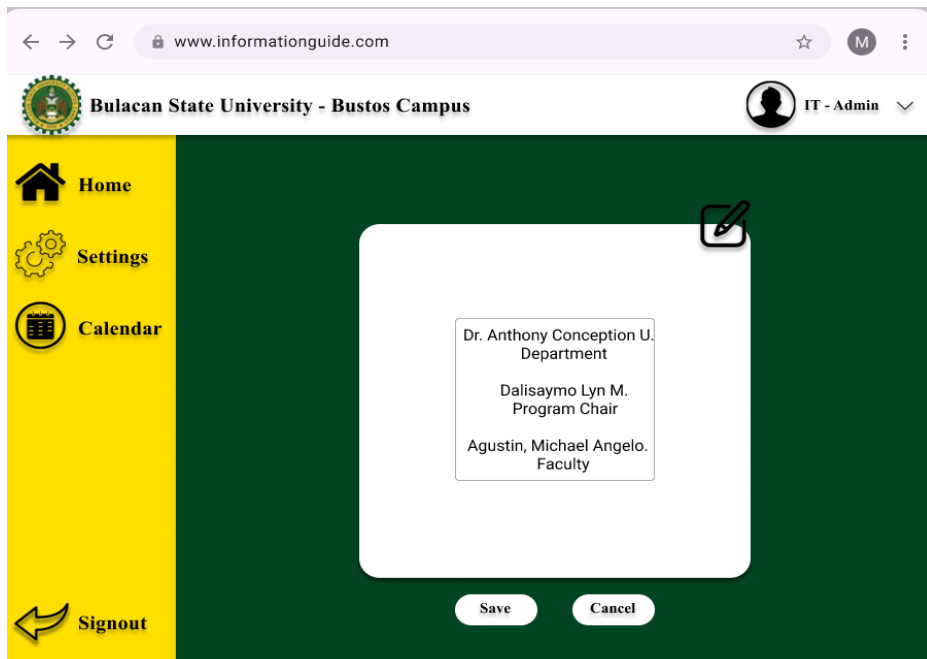 www.informationguide.com
M
Bulacan State University - Bustos Campus
IT - Admin
Home
Settings
Calendar
Dr. Anthony Conception U.
Department
Dalisaymo Lyn M.
Program Chair
Agustin, Michael Angelo.
Faculty
Save
Cancel
Signout